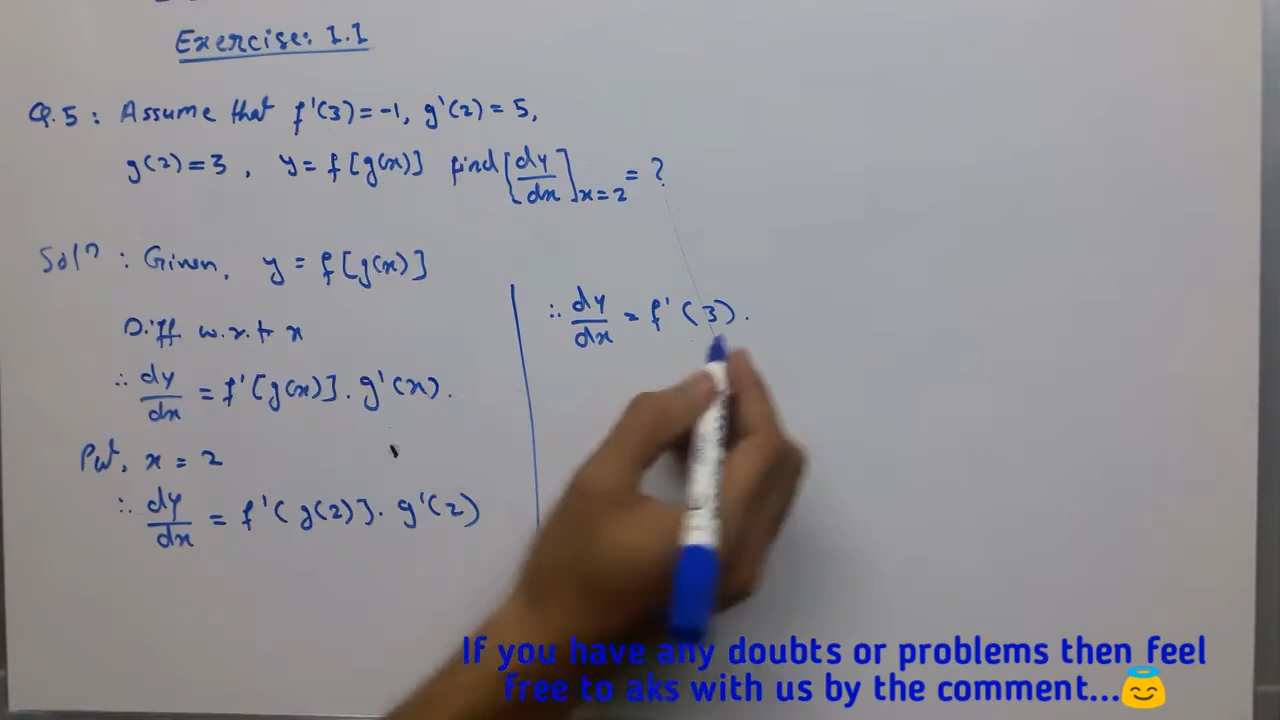 Exercise: 1.1
Q.5 : Assume that f'(3)=-1, g'(2)=5,
g(2)=3, y=f[g(x)] find [dy/dx]x=2 = ?
Solⁿ : Given, y = f[g(x)]
Diff w.r.t x
∴ dy/dx = f'[g(x)]. g'(x).
Put, x = 2
∴ dy/dx = f'(g(2)]. g'(2)
∴ dy/dx = f'(3).
If you have any doubts or problems then feel
free to aks with us by the comment...😇